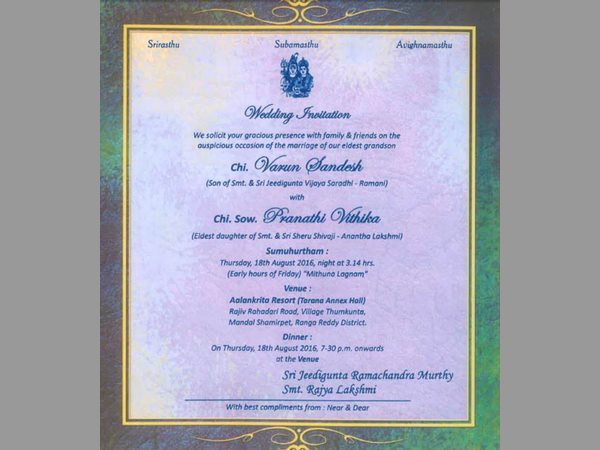 Srirasthu Subamasthu Avighnamasthu
Wedding Invitation
We solicit your gracious presence with family & friends on the
auspicious occasion of the marriage of our eldest grandson
Chi. Varun Sandesh
(Son of Smt. & Sri Jeedigunta Vijaya Saradhi - Ramani)
with
Chi. Sow. Pranathi Vithika
(Eldest daughter of Smt. & Sri Sheru Shivaji - Anantha Lakshmi)
Sumuhurtham :
Thursday, 18th August 2016, night at 3.14 hrs.
(Early hours of Friday) "Mithuna Lagnam"
Venue :
Aalankrita Resort (Tarana Annex Hall)
Rajiv Rahadari Road, Village Thumkunta,
Mandal Shamirpet, Ranga Reddy District.
Dinner :
On Thursday, 18th August 2016, 7-30 p.m. onwards
at the Venue
Sri Jeedigunta Ramachandra Murthy
Smt. Rajya Lakshmi
With best compliments from : Near & Dear